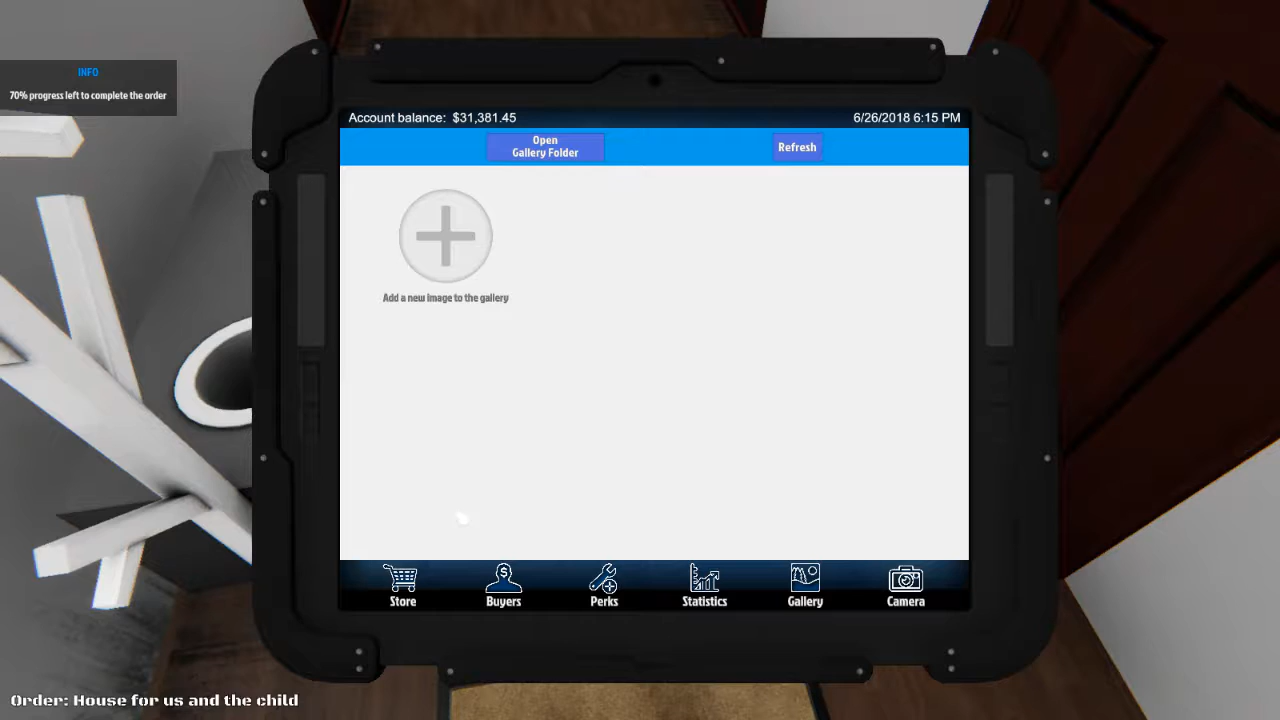 INFO
70% progress left to complete the order
Account balance: $31,381.45
6/26/2018 6:15 PM
Open
Gallery Folder
Refresh
Add a new image to the gallery
Store
Buyers
Perks
Statistics
Gallery
Camera
Order: House for us and the child